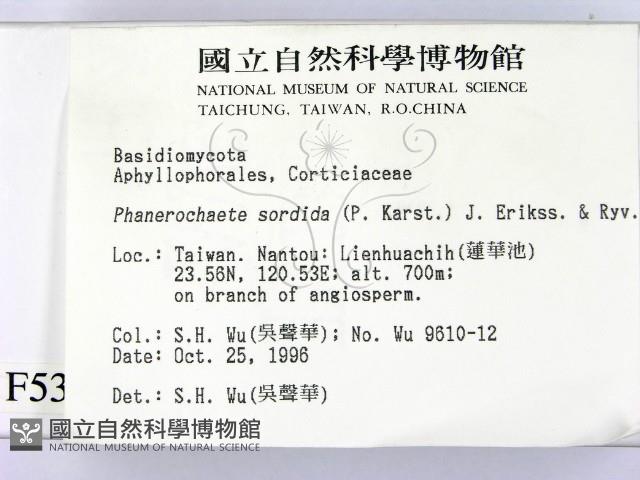 國立自然科學博物館
NATIONAL MUSEUM OF NATURAL SCIENCE
TAICHUNG, TAIWAN, R.O.CHINA
Basidiomycota
Aphyllophorales, Corticiaceae
Phanerochaete sordida (P. Karst.) J. Erikss. & Ryv.
Loc.: Taiwan. Nantou: Lienhuachih(蓮華池)
23.56N, 120.53E; alt. 700m;
on branch of angiosperm.
Col.: S.H. Wu(吳聲華); No. Wu 9610-12
Date: Oct. 25, 1996
Det.: S.H. Wu(吳聲華)
F53
國立自然科學博物館
NATIONAL MUSEUM OF NATURAL SCIENCE